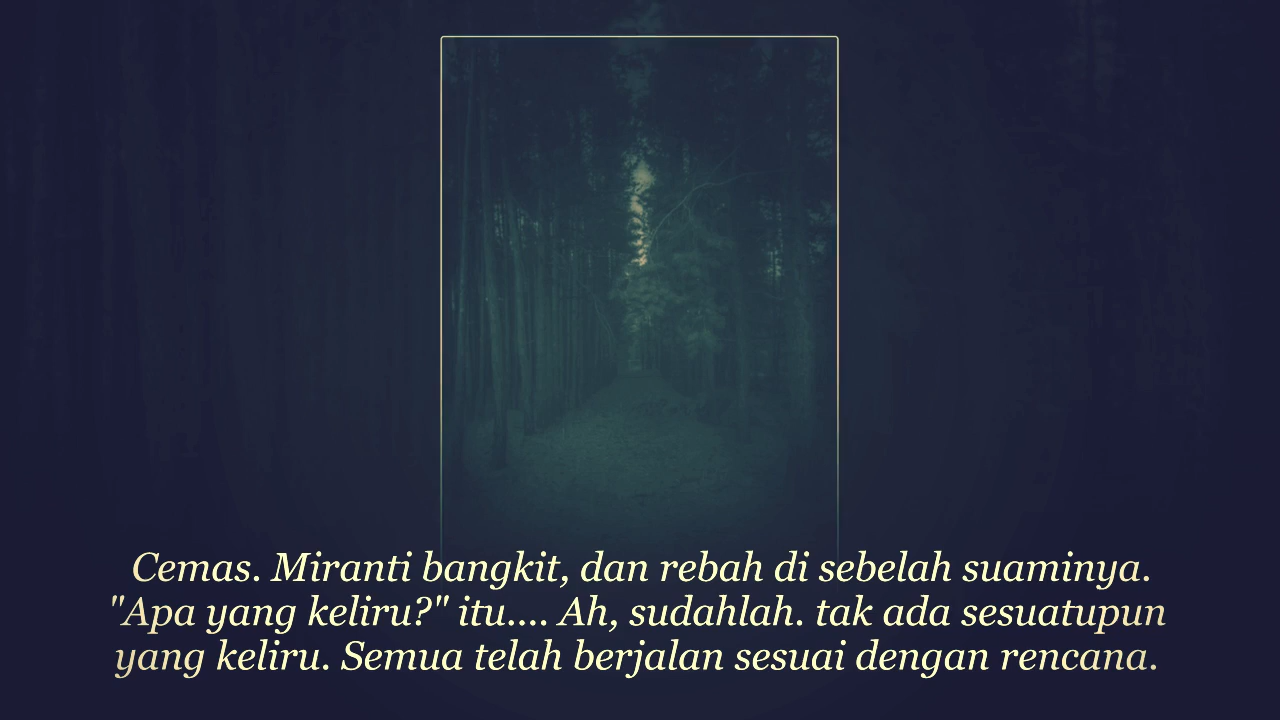 Cemas. Miranti bangkit, dan rebah di sebelah suaminya.
"Apa yang keliru?" itu.... Ah, sudahlah. tak ada sesuatupun
yang keliru. Semua telah berjalan sesuai dengan rencana.